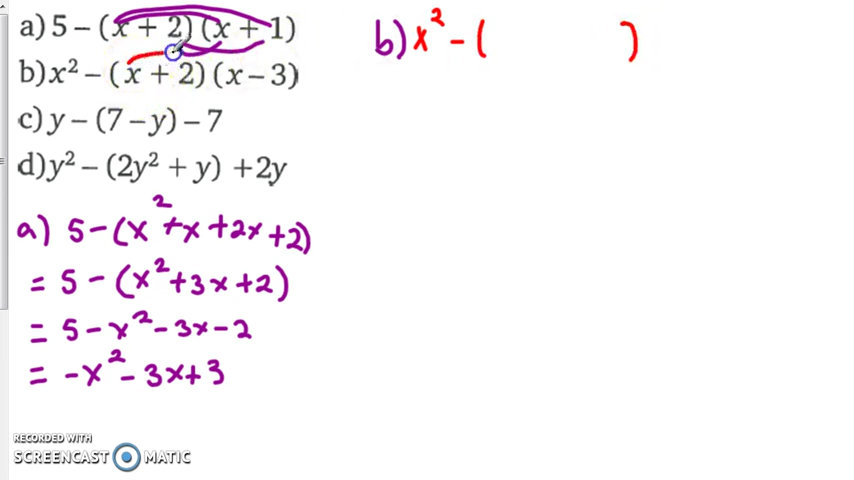 a) 5 – (x + 2) (x + 1)
b) x² – (x + 2) (x – 3)
c) y – (7 – y) – 7
d) y² – (2y² + y) +2y
a) 5 – (x² + x + 2x + 2)
= 5 – (x² + 3x + 2)
= 5 – x² – 3x – 2
= -x² – 3x + 3
b) x² – ( )
RECORDED WITH
SCREENCAST MATIC